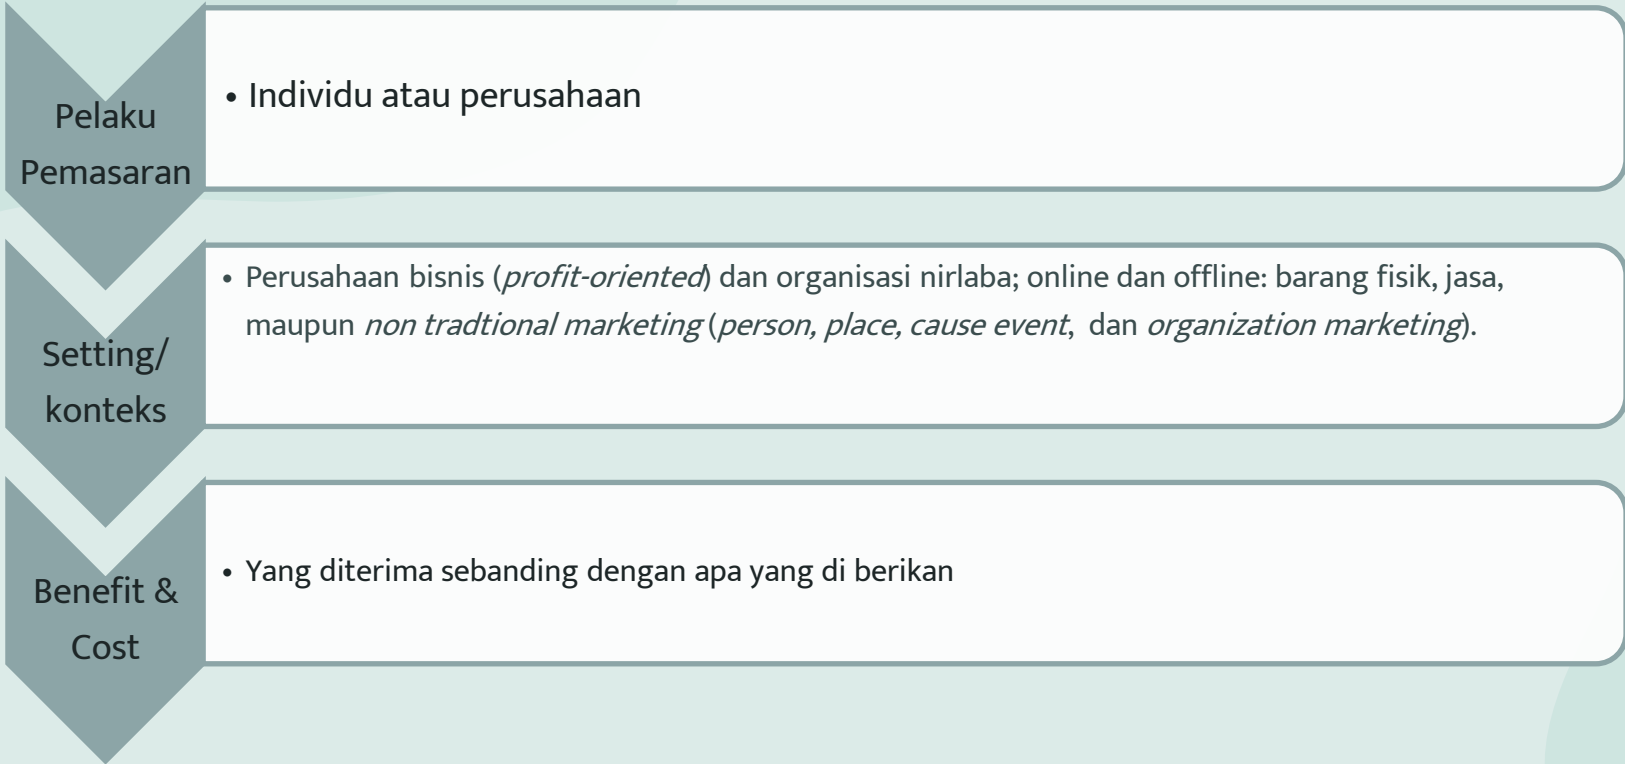 Pelaku
Pemasaran
• Individu atau perusahaan
Setting/
konteks
• Perusahaan bisnis (profit-oriented) dan organisasi nirlaba; online dan offline: barang fisik, jasa,
maupun non tradtional marketing (person, place, cause event, dan organization marketing).
Benefit &
Cost
• Yang diterima sebanding dengan apa yang di berikan